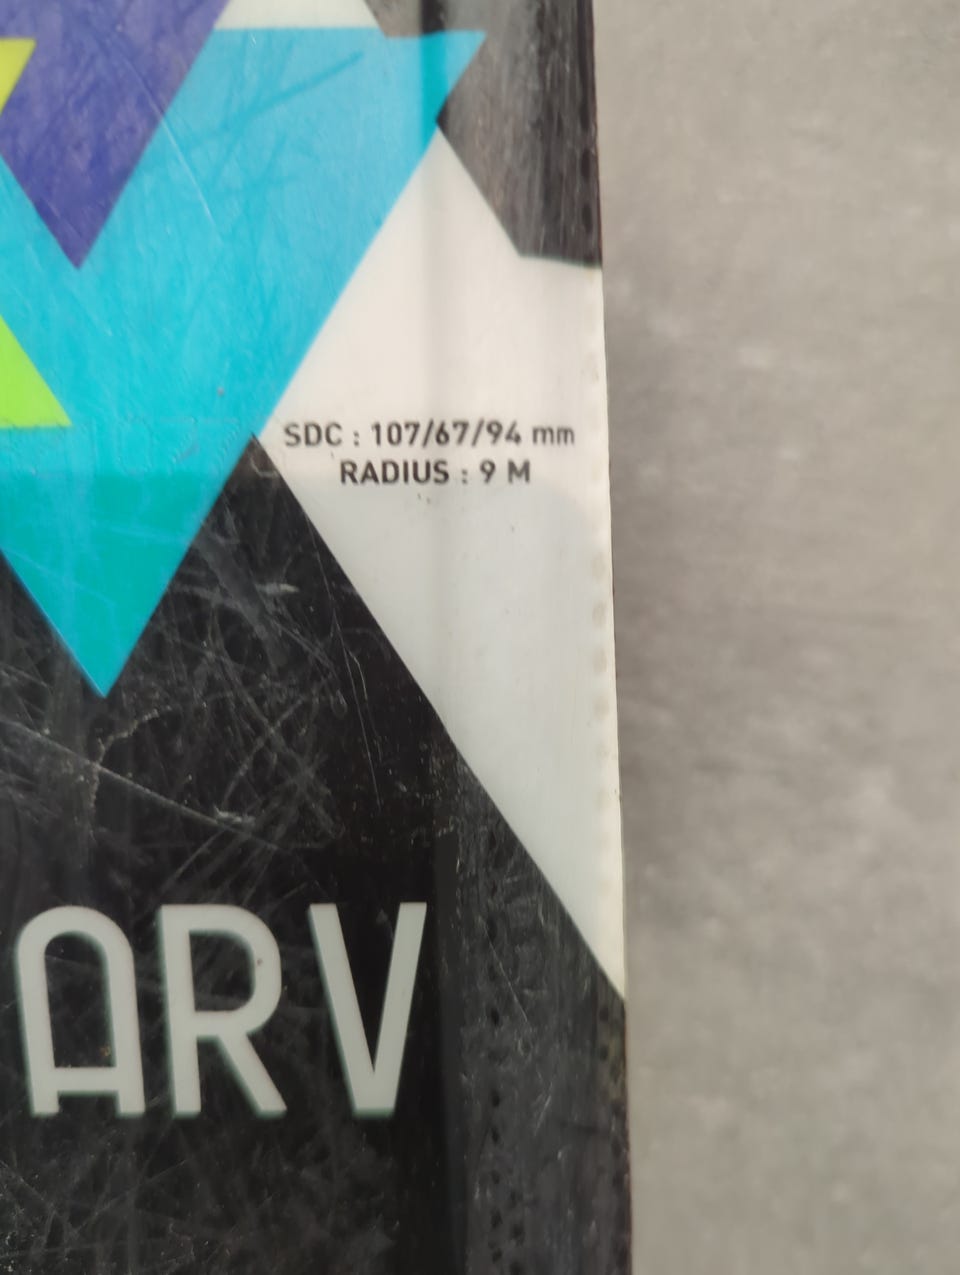 SDC : 107/67/94 mm
RADIUS : 9 M
ARV